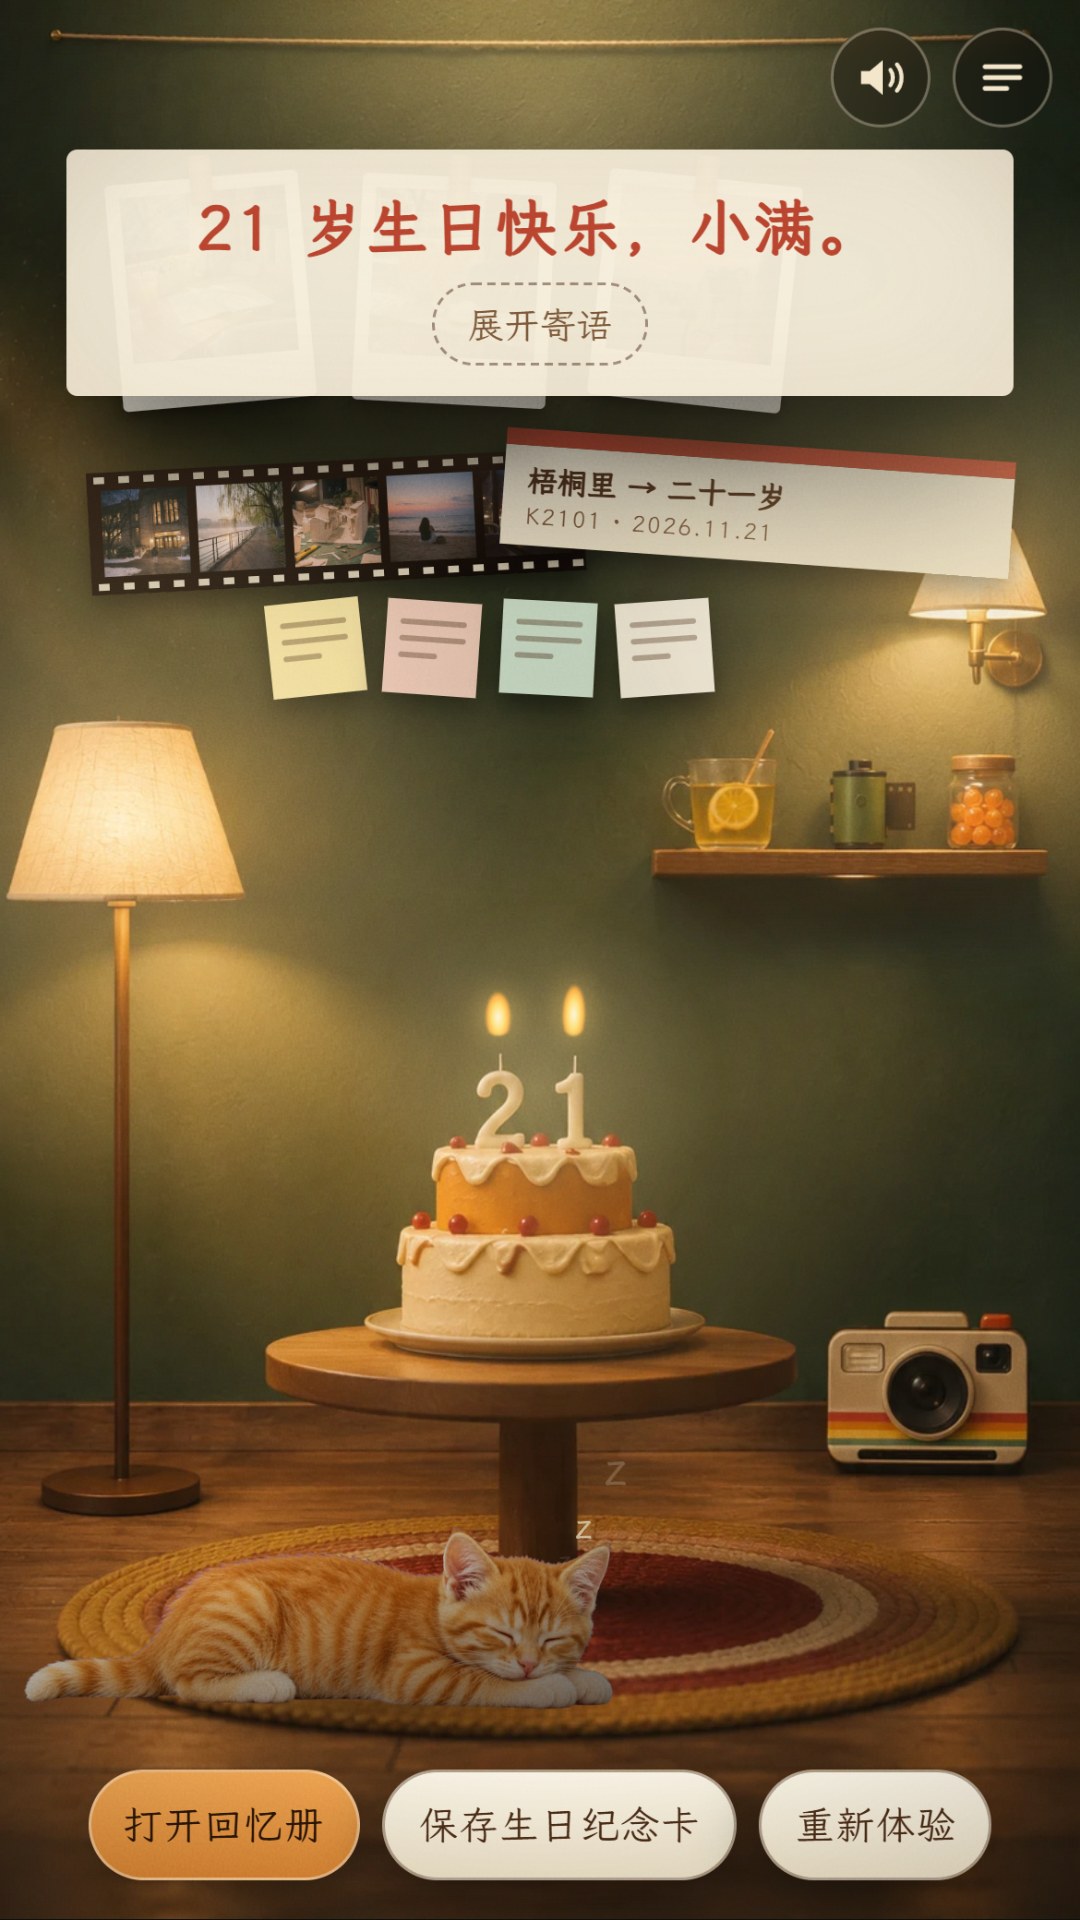 21 岁生日快乐，小满。
展开寄语
梧桐里 → 二十一岁
K2101 · 2026.11.21
21
Z
z
打开回忆册
保存生日纪念卡
重新体验